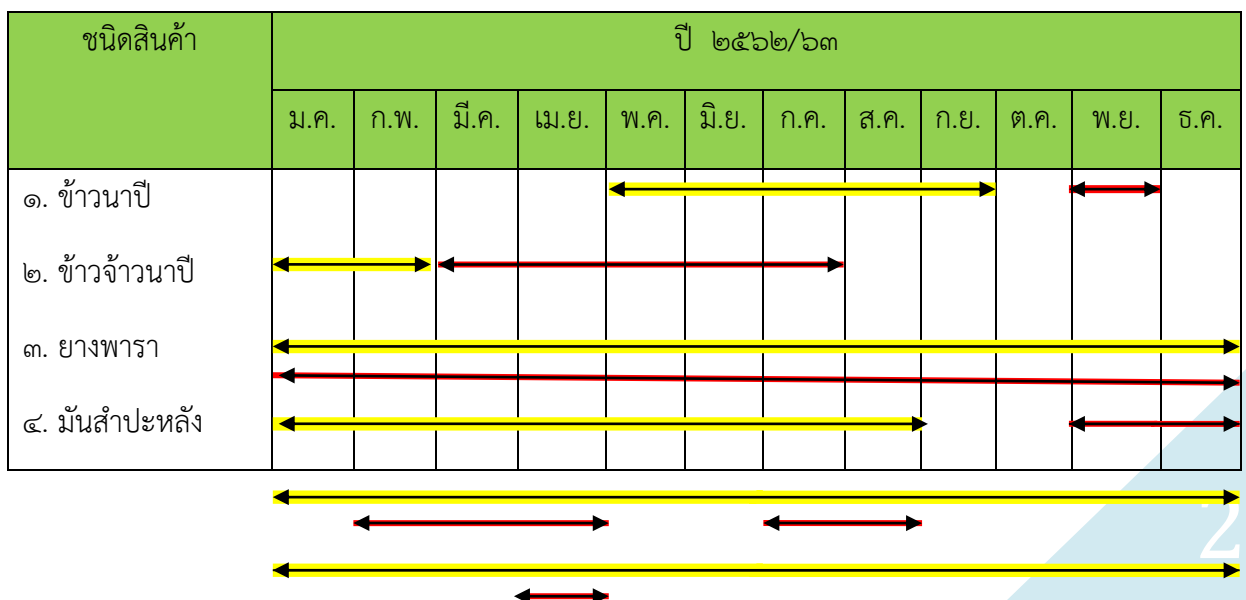 ชนิดสินค้า
ปี ๒๕๖๒/๖๓
ม.ค. ก.พ. มี.ค. เม.ย. พ.ค. มิ.ย. ก.ค. ส.ค. ก.ย. ต.ค. พ.ย. ธ.ค.
๑. ข้าวนาปี
๒. ข้าวจ้าวนาปี
๓. ยางพารา
๔. มันสำปะหลัง
2